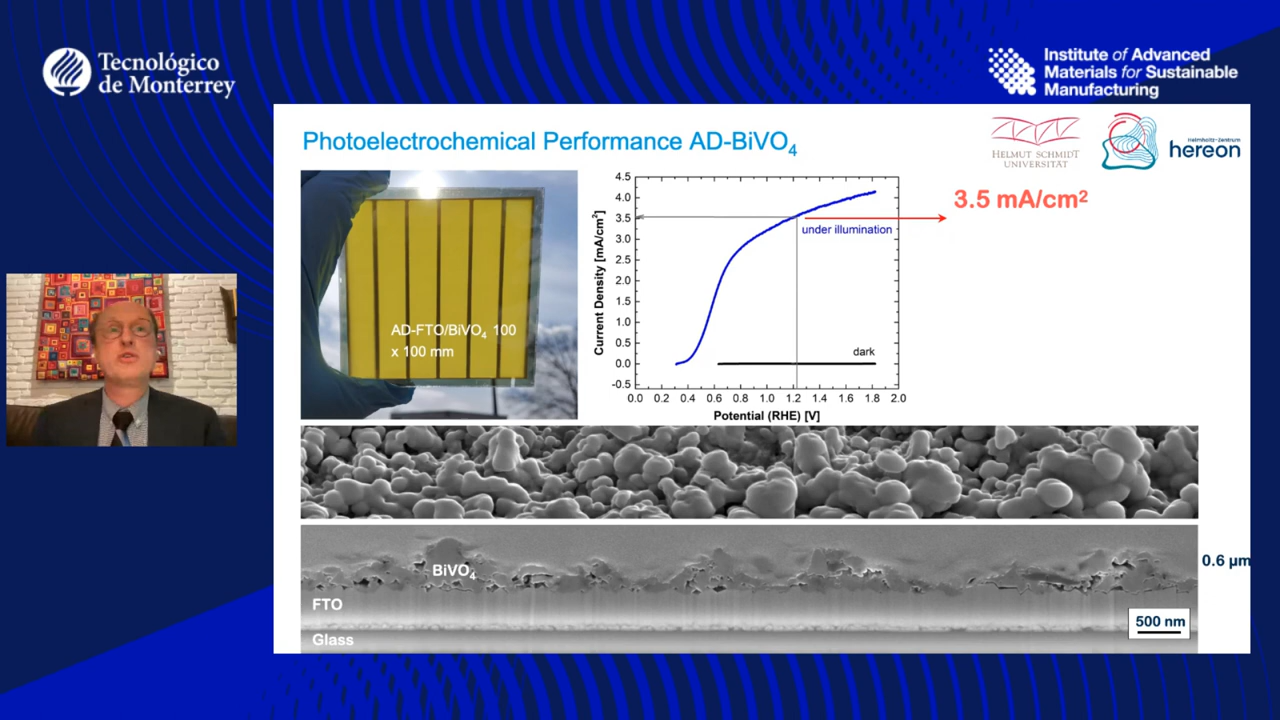 Tecnológico
de Monterrey
Institute of Advanced
Materials for Sustainable
Manufacturing
Photoelectrochemical Performance AD-BiVO₄
HELMUT SCHMIDT
UNIVERSITÄT
Helmholtz-Zentrum
hereon
AD-FTO/BiVO₄ 100
x 100 mm
Current Density [mA/cm²]
4.5
4.0
3.5
3.0
2.5
2.0
1.5
1.0
0.5
0.0
-0.5
under illumination
dark
0.0 0.2 0.4 0.6 0.8 1.0 1.2 1.4 1.6 1.8 2.0
Potential (RHE) [V]
3.5 mA/cm²
BiVO₄
FTO
Glass
0.6 µm
500 nm